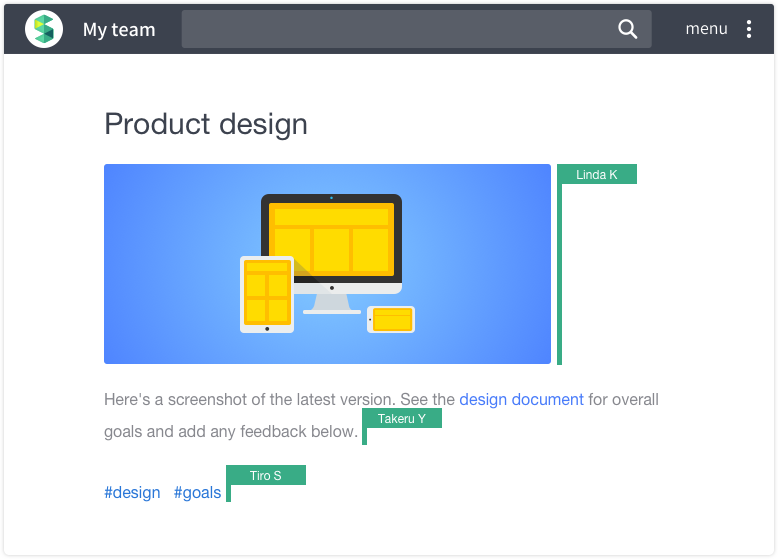 My team
menu
Product design
Linda K
Here's a screenshot of the latest version. See the design document for overall
goals and add any feedback below.
Takeru Y
Tiro S
#design #goals